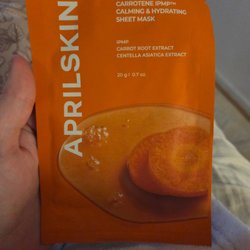 APRILSKIN
CARROTENE IPMP™
CALMING & HYDRATING
SHEET MASK
IPMP
CARROT ROOT EXTRACT
CENTELLA ASIATICA EXTRACT
20 g / 0.7 oz.